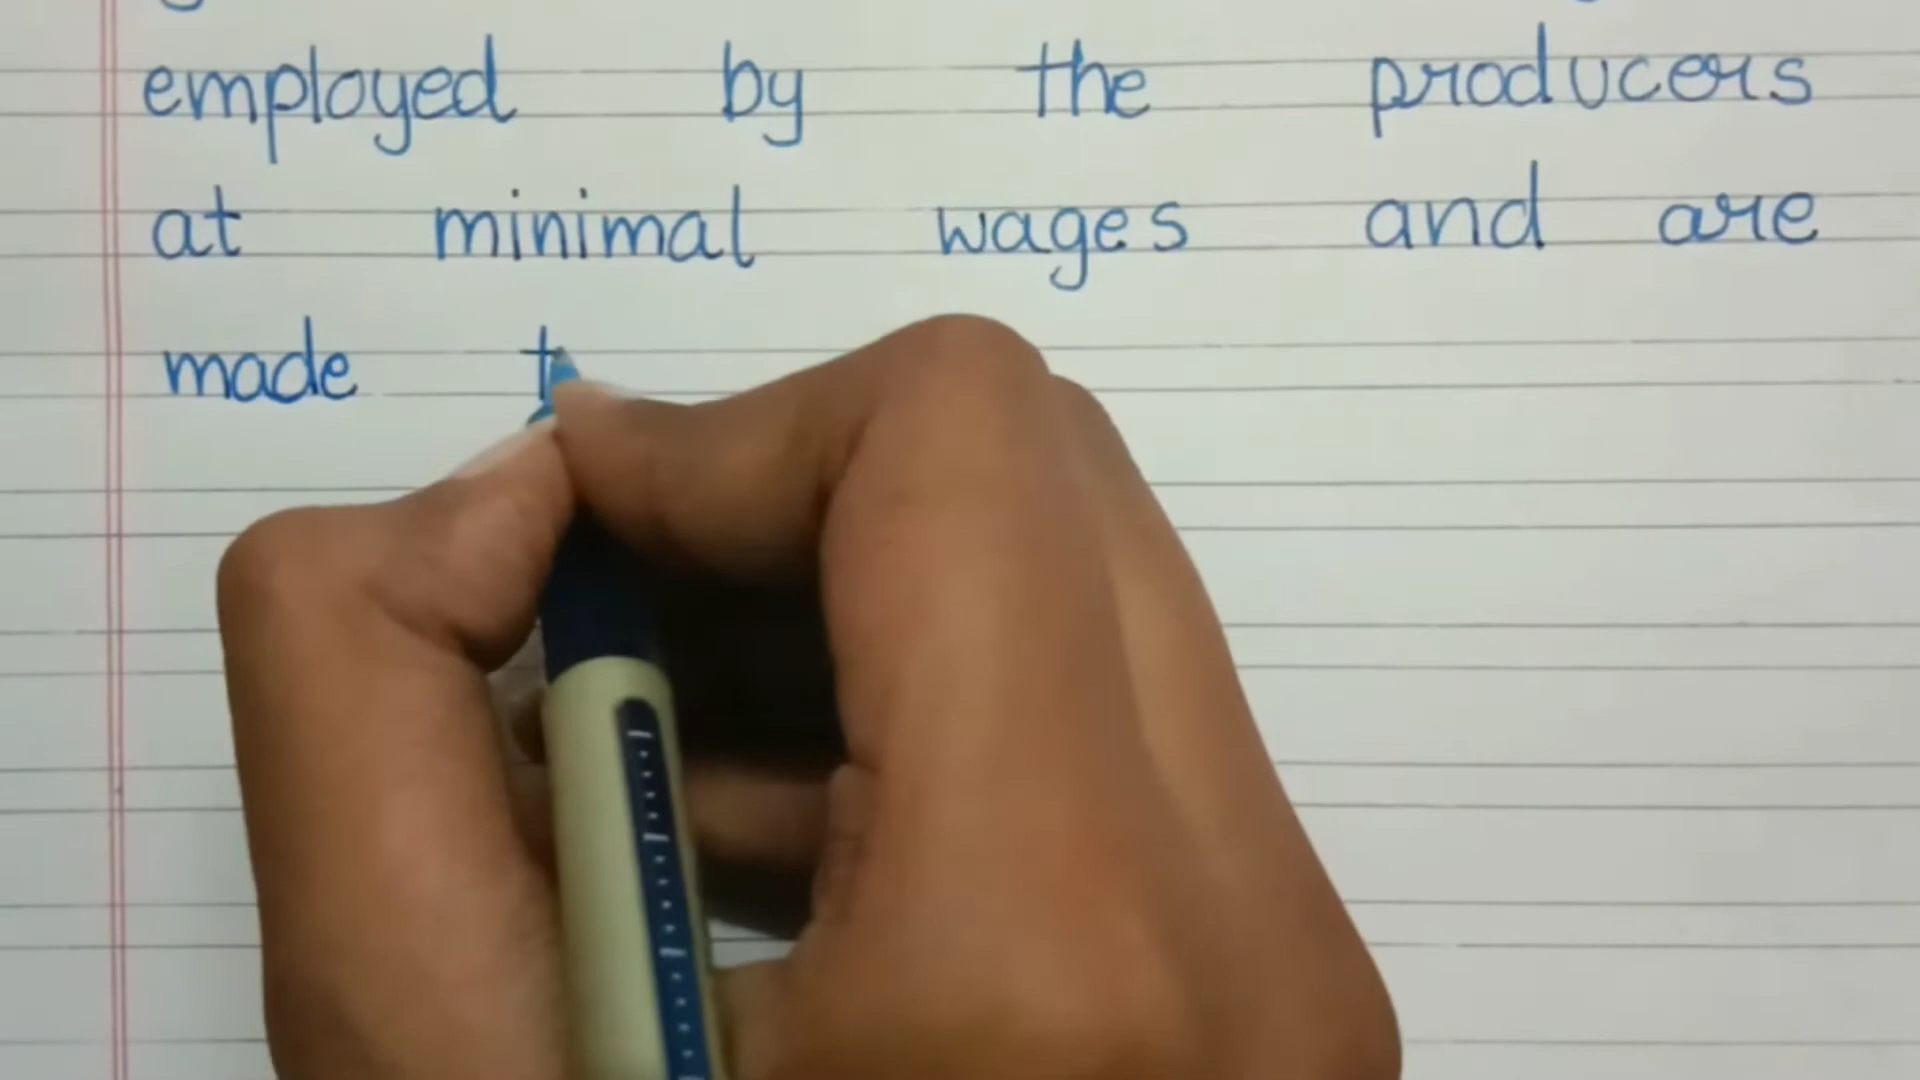 employed by the producers
at minimal wages and are
made t